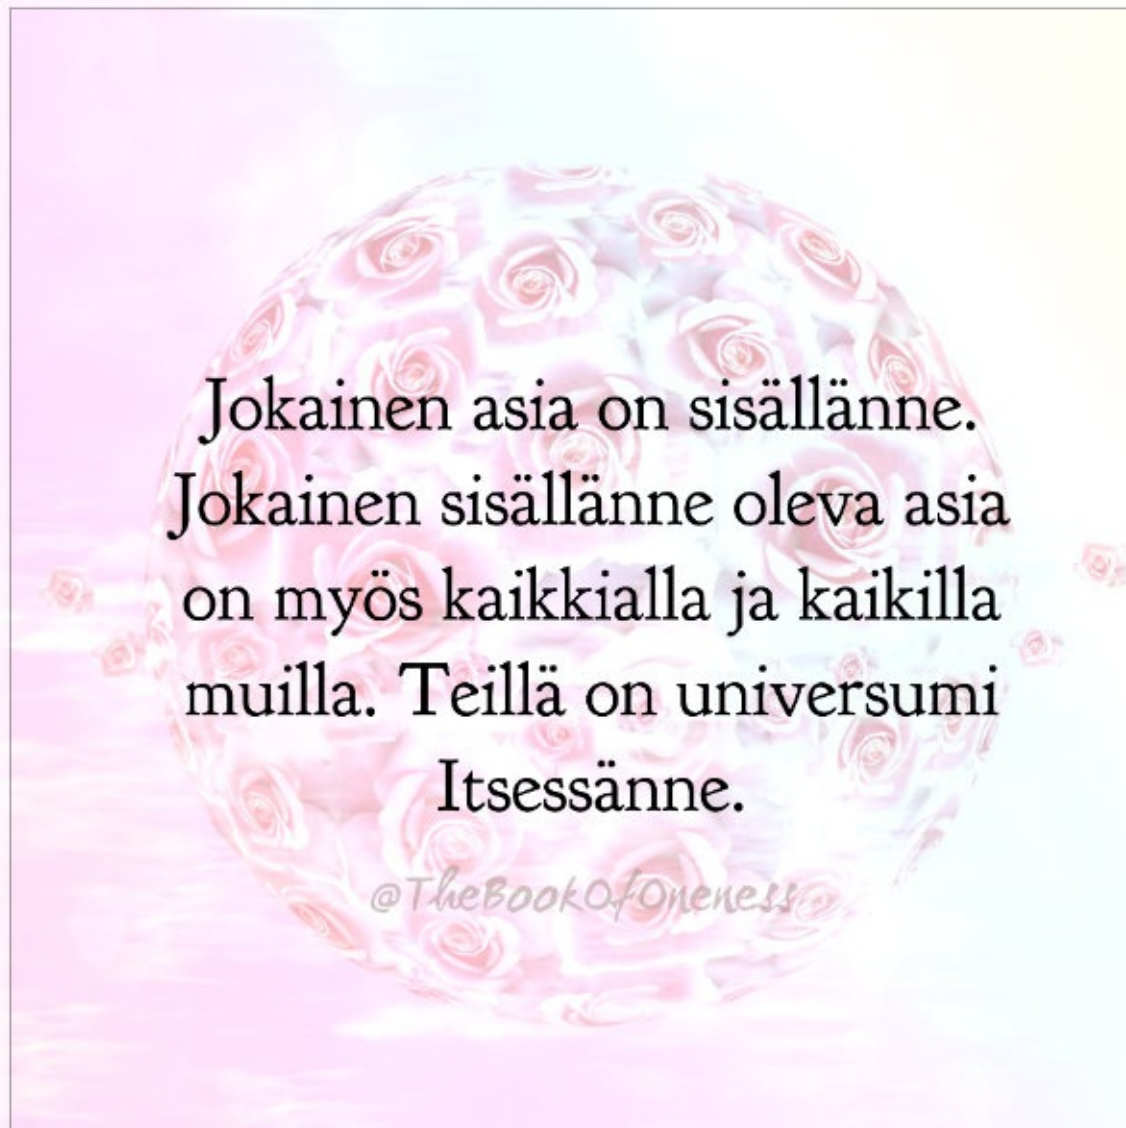 Jokainen asia on sisällänne.
Jokainen sisällänne oleva asia
on myös kaikkialla ja kaikilla
muilla. Teillä on universumi
Itsessänne.
@TheBookOfOneness